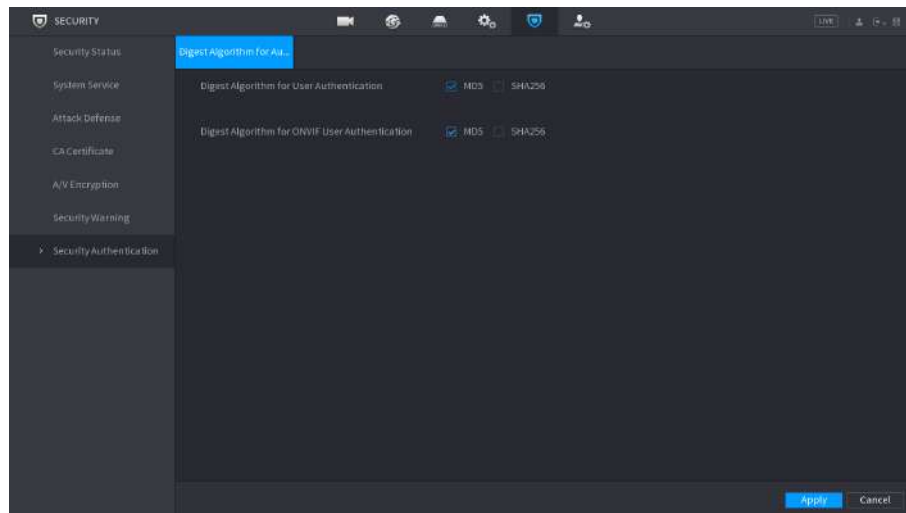 SECURITY
LIVE
Security Status
Digest Algorithm for Au...
System Service
Digest Algorithm for User Authentication MD5 SHA256
Attack Defense
Digest Algorithm for ONVIF User Authentication MD5 SHA256
CA Certificate
A/V Encryption
Security Warning
Security Authentication
Apply Cancel